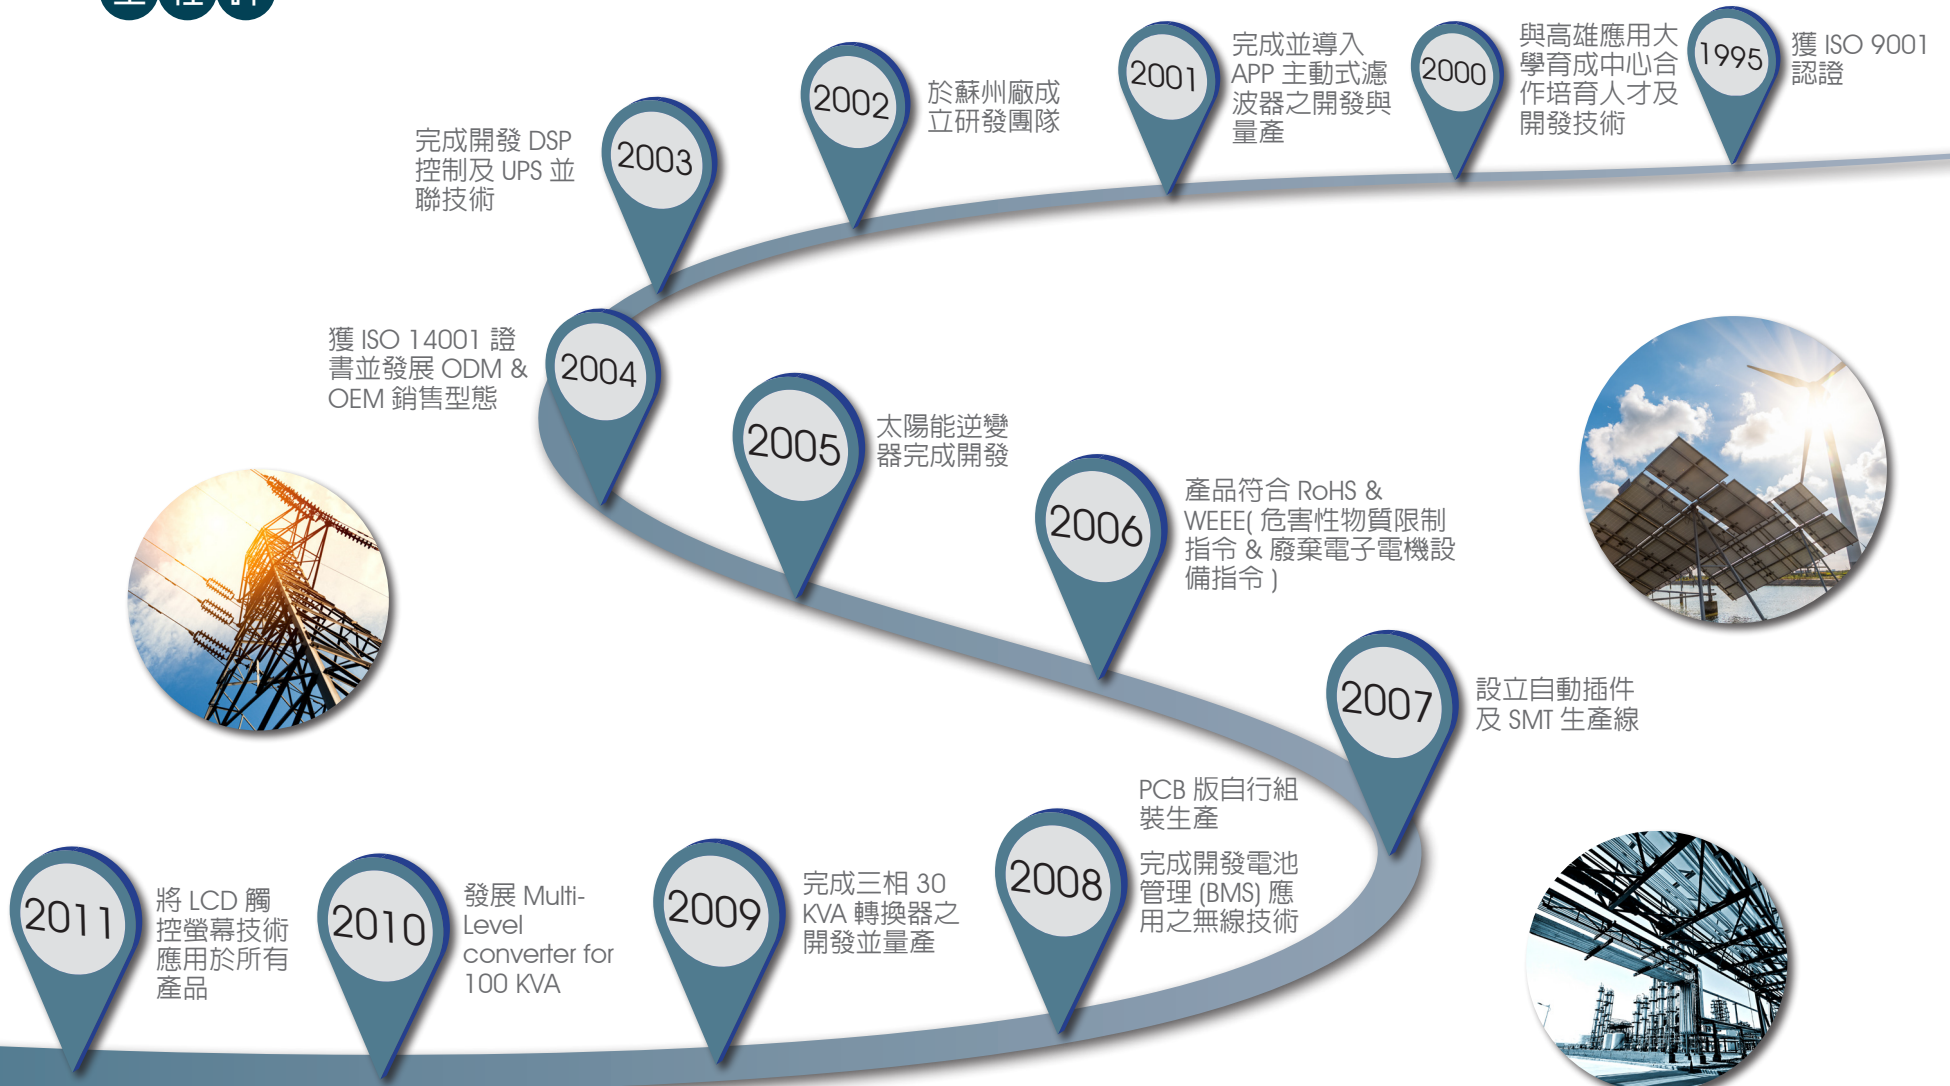 1995
獲 ISO 9001
認證
2000
與高雄應用大
學育成中心合
作培育人才及
開發技術
2001
完成並導入
APP 主動式濾
波器之開發與
量產
2002
於蘇州廠成
立研發團隊
2003
完成開發 DSP
控制及 UPS 並
聯技術
2004
獲 ISO 14001 證
書並發展 ODM &
OEM 銷售型態
2005
太陽能逆變
器完成開發
2006
產品符合 RoHS &
WEEE( 危害性物質限制
指令 & 廢棄電子電機設
備指令 )
2007
設立自動插件
及 SMT 生產線
2008
PCB 版自行組
裝生產
完成開發電池
管理 (BMS) 應
用之無線技術
2009
完成三相 30
KVA 轉換器之
開發並量產
2010
發展 Multi-
Level
converter for
100 KVA
2011
將 LCD 觸
控螢幕技術
應用於所有
產品